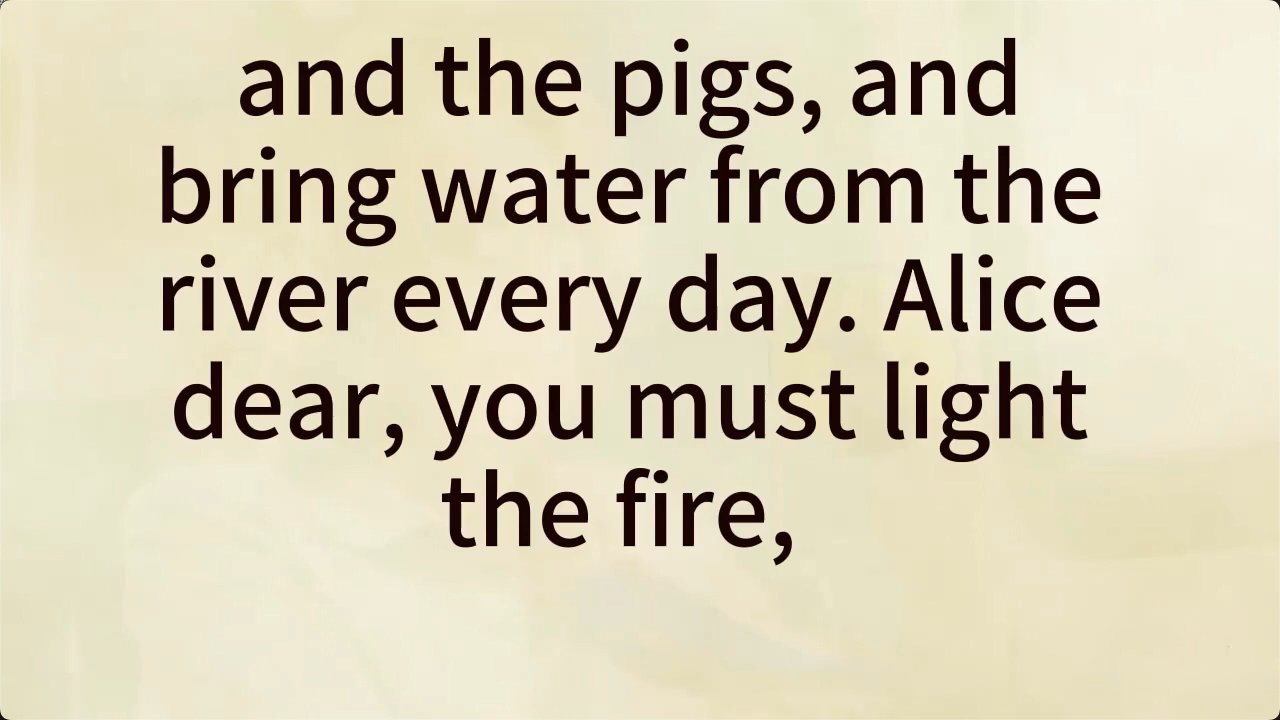 and the pigs, and
bring water from the
river every day. Alice
dear, you must light
the fire,